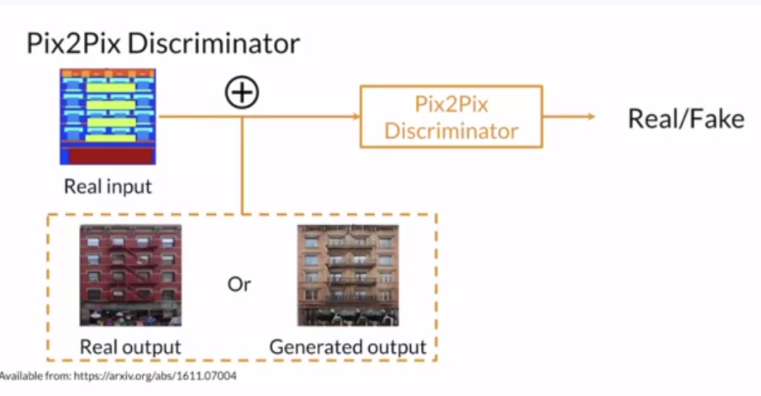 Pix2Pix Discriminator
Pix2Pix
Discriminator
Real/Fake
Real input
Or
Real output
Generated output
Available from: https://arxiv.org/abs/1611.07004